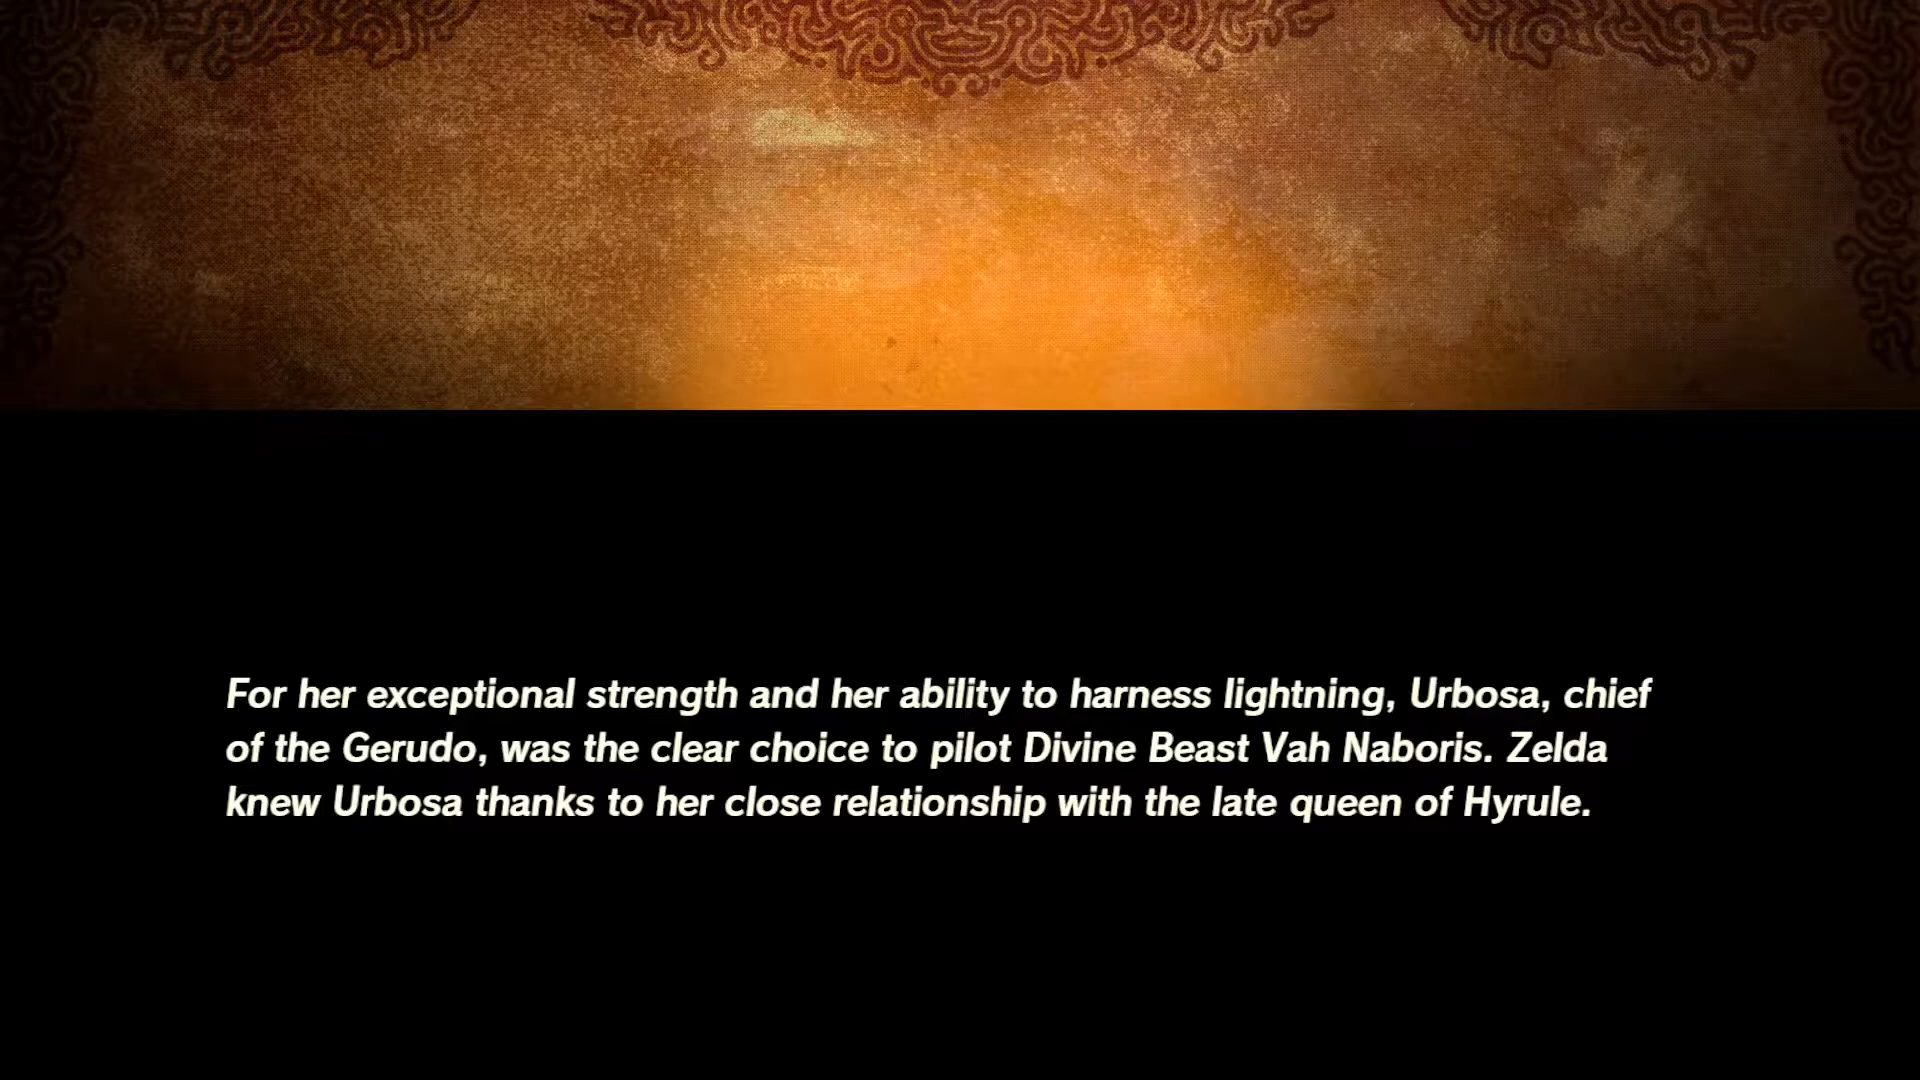 For her exceptional strength and her ability to harness lightning, Urbosa, chief
of the Gerudo, was the clear choice to pilot Divine Beast Vah Naboris. Zelda
knew Urbosa thanks to her close relationship with the late queen of Hyrule.